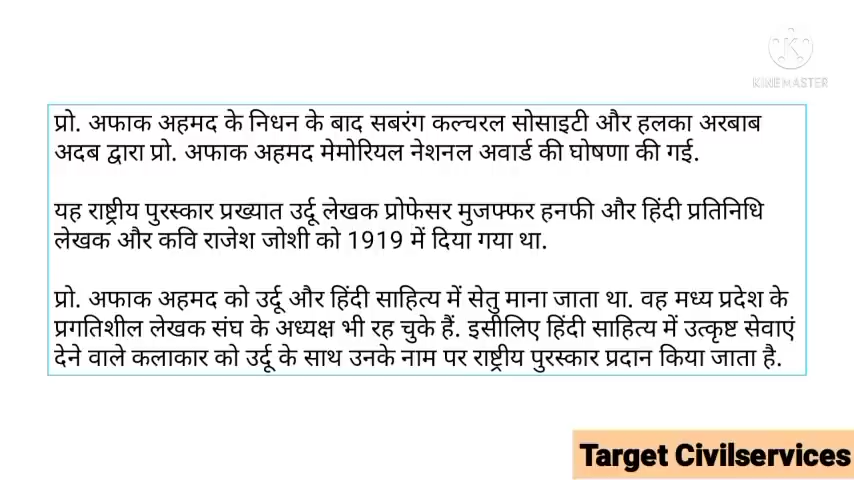 KINEMASTER
प्रो. अफाक अहमद के निधन के बाद सबरंग कल्चरल सोसाइटी और हलका अरबाब
अदब द्वारा प्रो. अफाक अहमद मेमोरियल नेशनल अवार्ड की घोषणा की गई.
यह राष्ट्रीय पुरस्कार प्रख्यात उर्दू लेखक प्रोफेसर मुजफ्फर हनफी और हिंदी प्रतिनिधि
लेखक और कवि राजेश जोशी को 1919 में दिया गया था.
प्रो. अफाक अहमद को उर्दू और हिंदी साहित्य में सेतु माना जाता था. वह मध्य प्रदेश के
प्रगतिशील लेखक संघ के अध्यक्ष भी रह चुके हैं. इसीलिए हिंदी साहित्य में उत्कृष्ट सेवाएं
देने वाले कलाकार को उर्दू के साथ उनके नाम पर राष्ट्रीय पुरस्कार प्रदान किया जाता है.
Target Civilservices